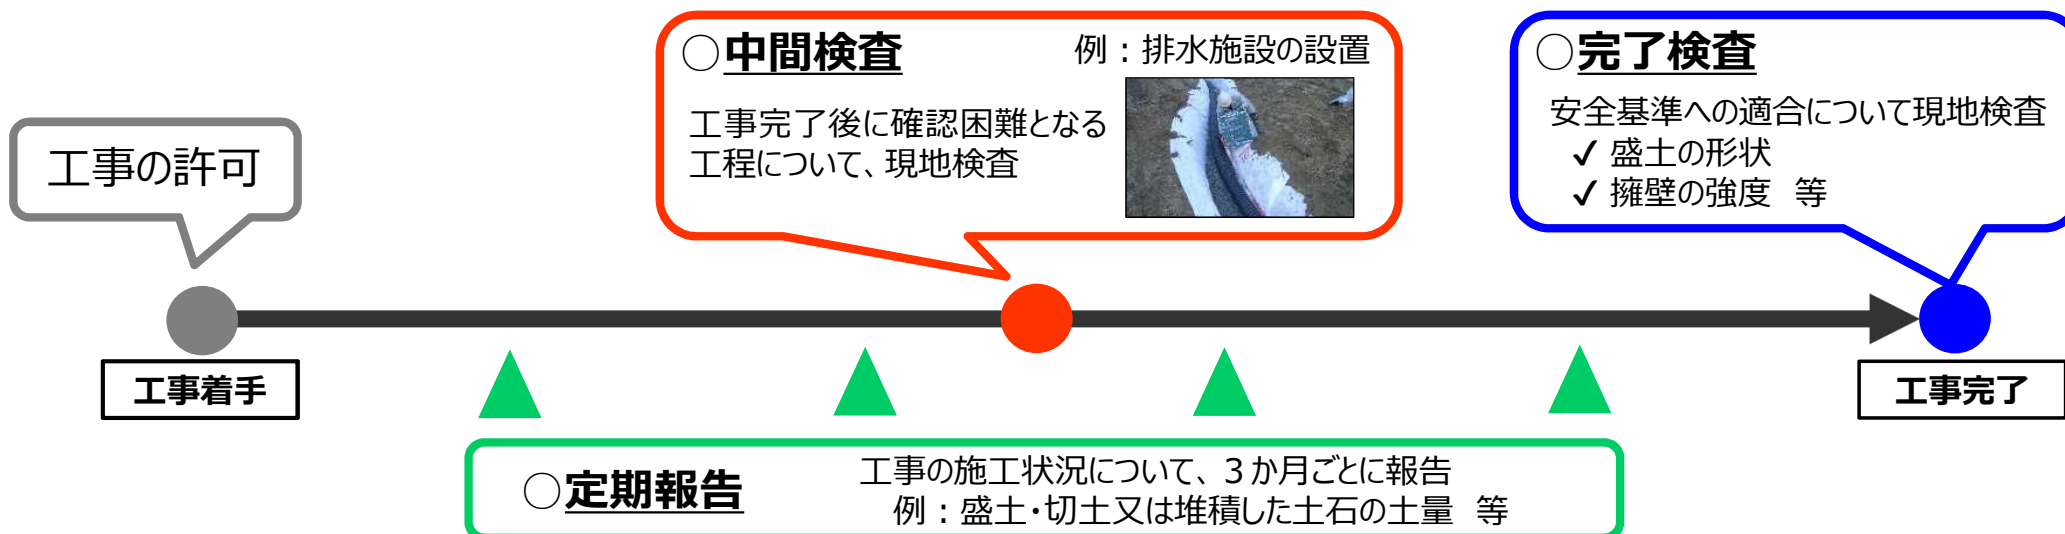 工事の許可
○中間検査
例：排水施設の設置
工事完了後に確認困難となる
工程について、現地検査
○完了検査
安全基準への適合について現地検査
✓ 盛土の形状
✓ 擁壁の強度 等
工事着手
工事完了
○定期報告
工事の施工状況について、3か月ごとに報告
例：盛土・切土又は堆積した土石の土量 等